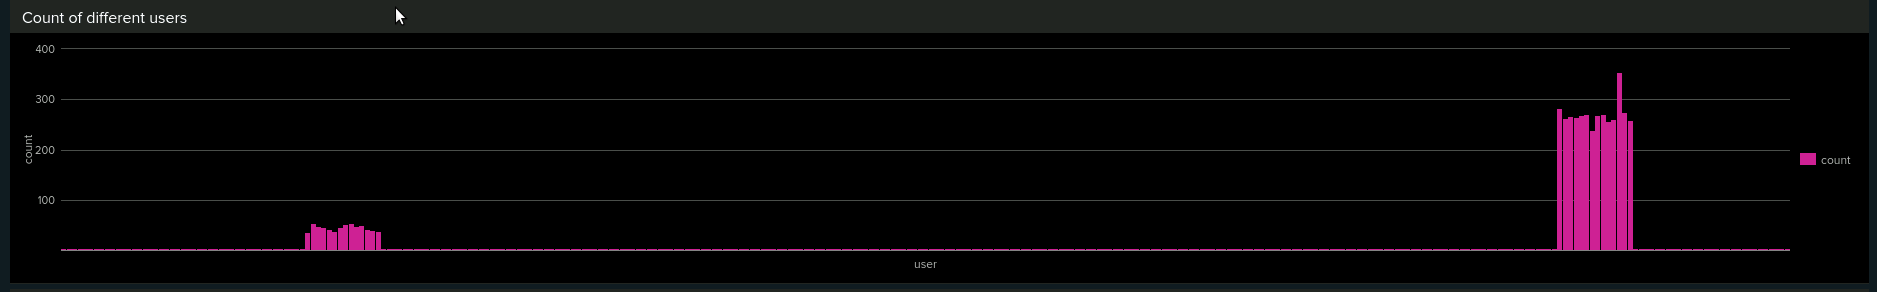 Count of different users
400
300
200
100
count
user
count